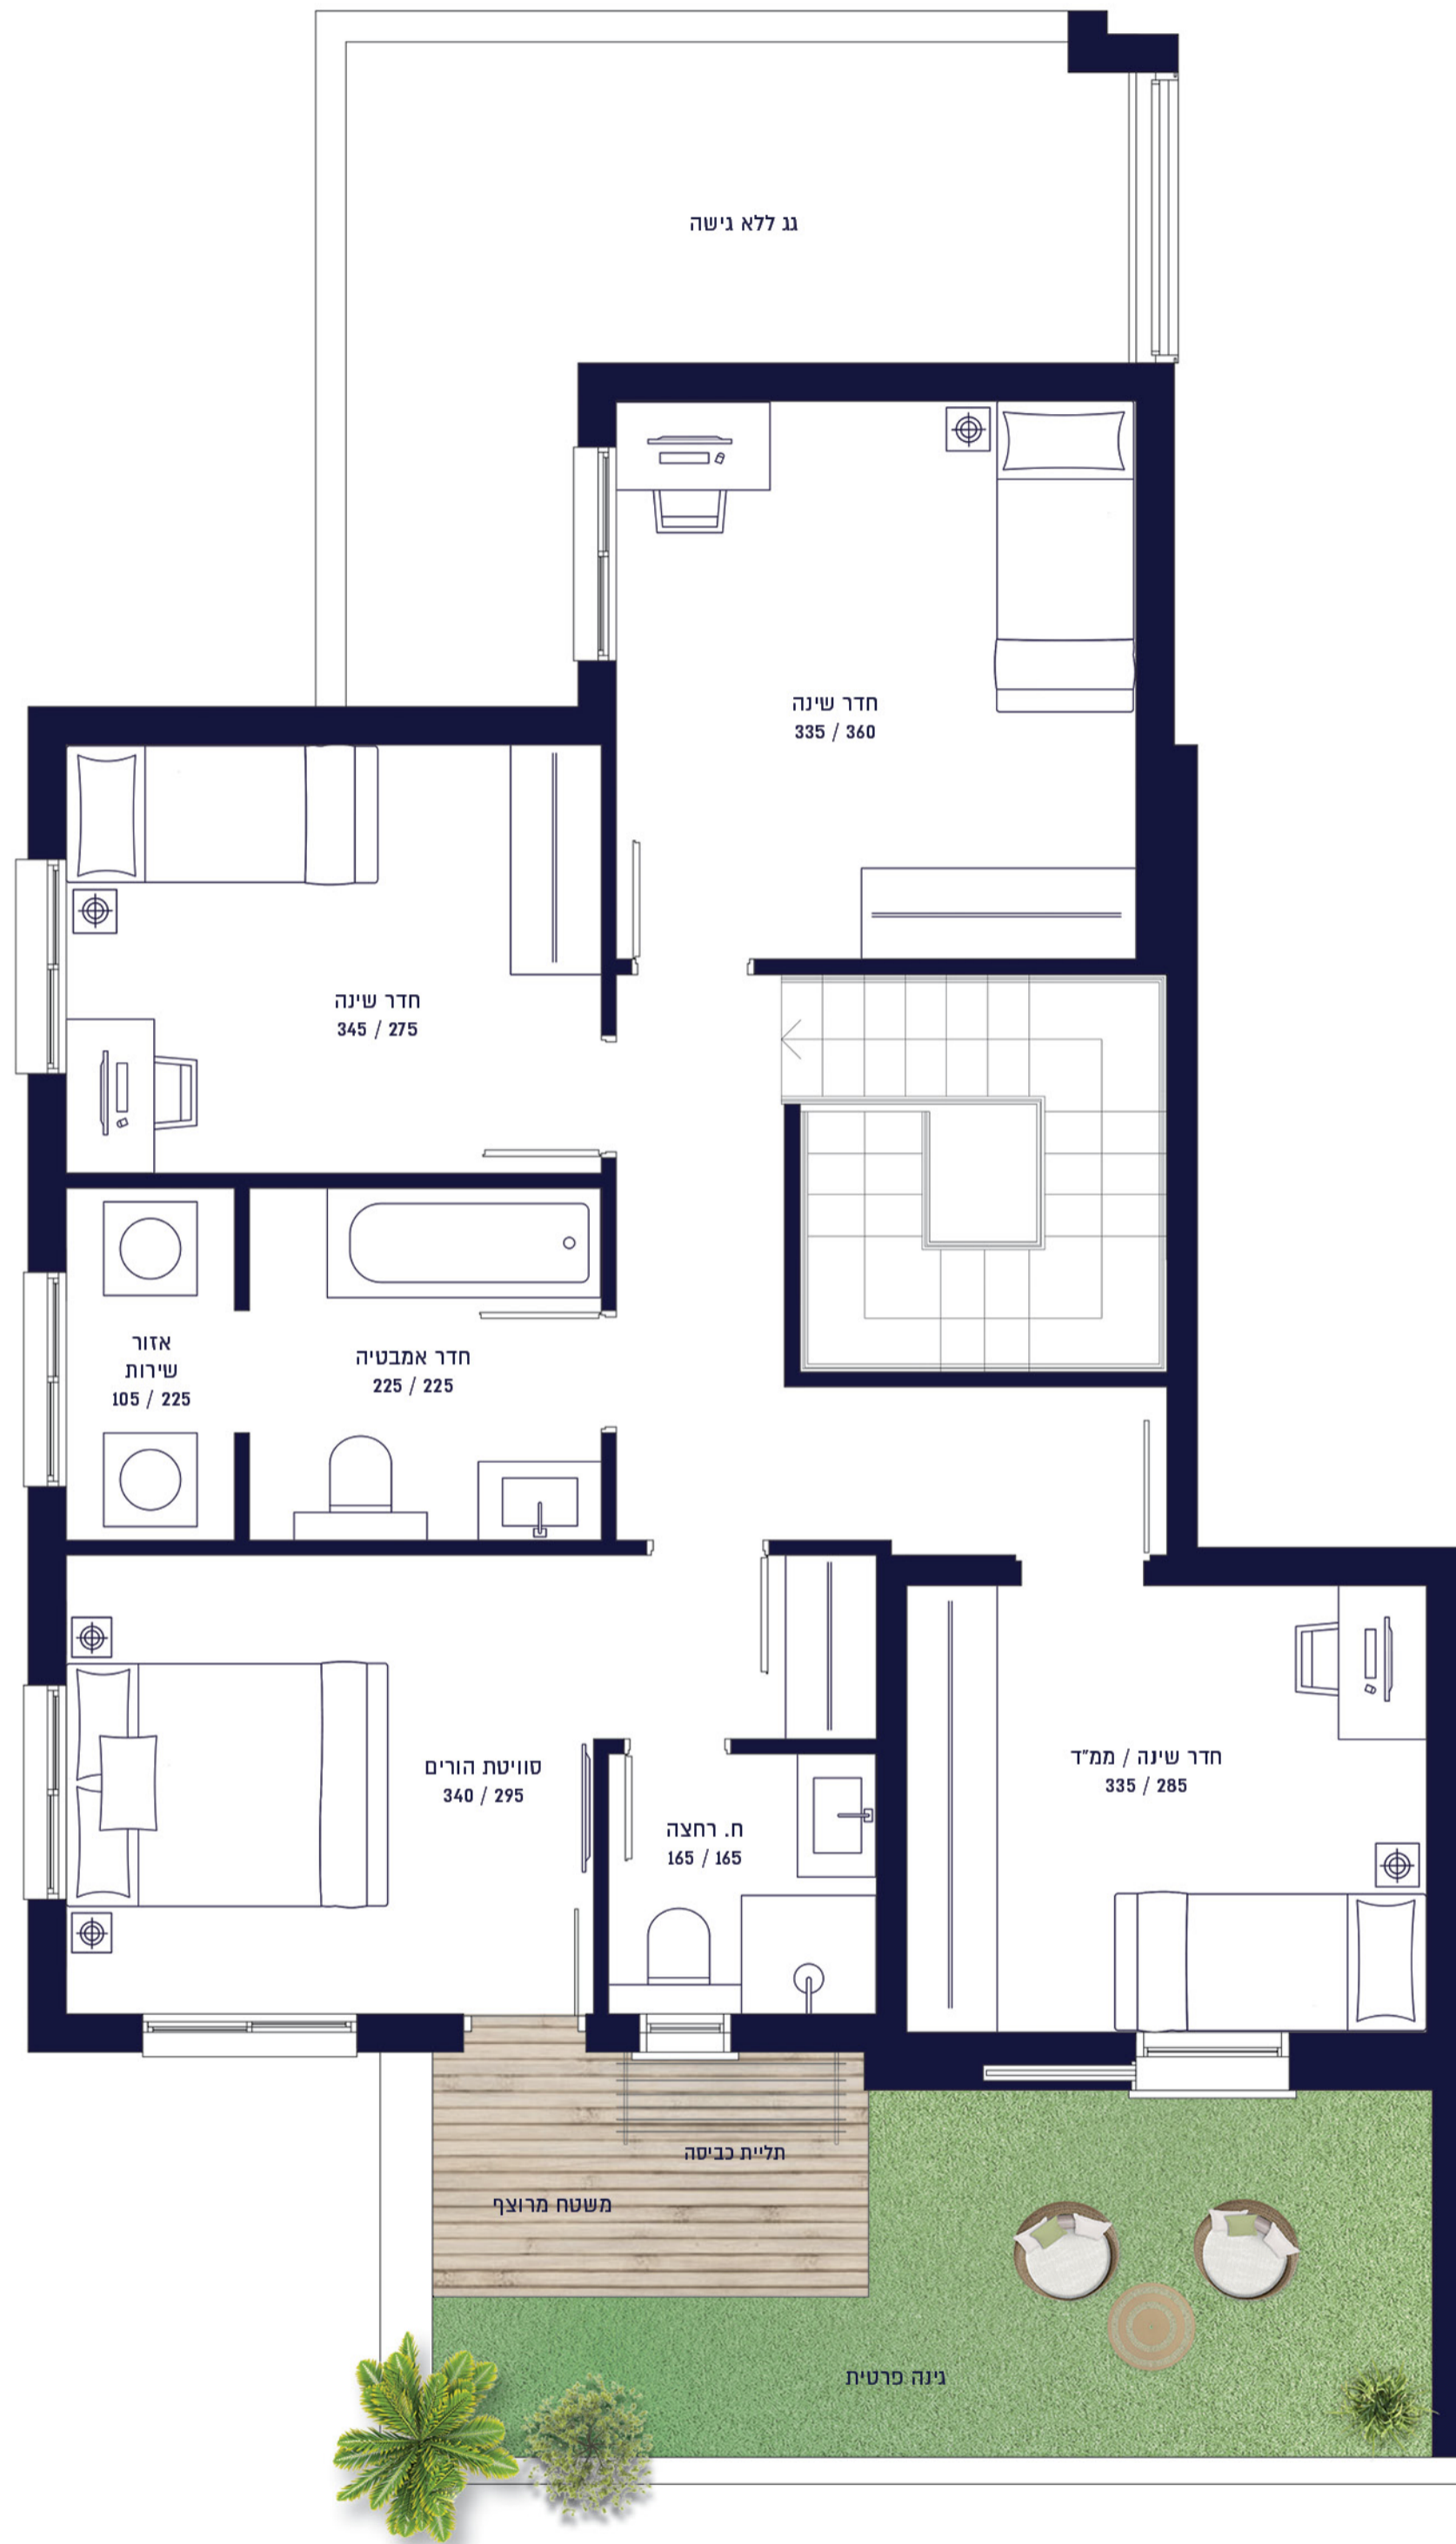 גג ללא גישה
חדר שינה
335 / 360
חדר שינה
345 / 275
אזור
שירות
105 / 225
חדר אמבטיה
225 / 225
סוויטת הורים
340 / 295
ח. רחצה
165 / 165
חדר שינה / ממ״ד
335 / 285
תליית כביסה
משטח מרוצף
גינה פרטית